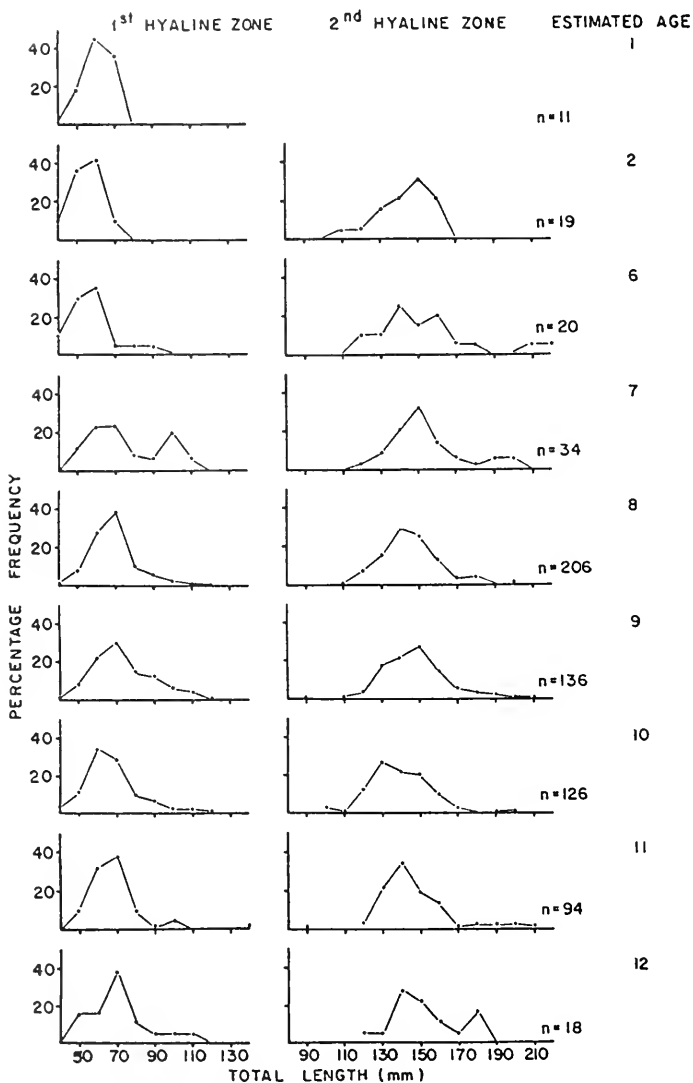 1st HYALINE ZONE 2nd HYALINE ZONE ESTIMATED AGE
40
20
1
n=11
40
20
2
n=19
40
20
6
n=20
40
20
7
n=34
40
20
8
n=206
40
20
9
n=136
40
20
10
n=126
40
20
11
n=94
40
20
12
n=18
PERCENTAGE FREQUENCY
50 70 90 110 130 90 110 130 150 170 190 210
TOTAL LENGTH (mm)